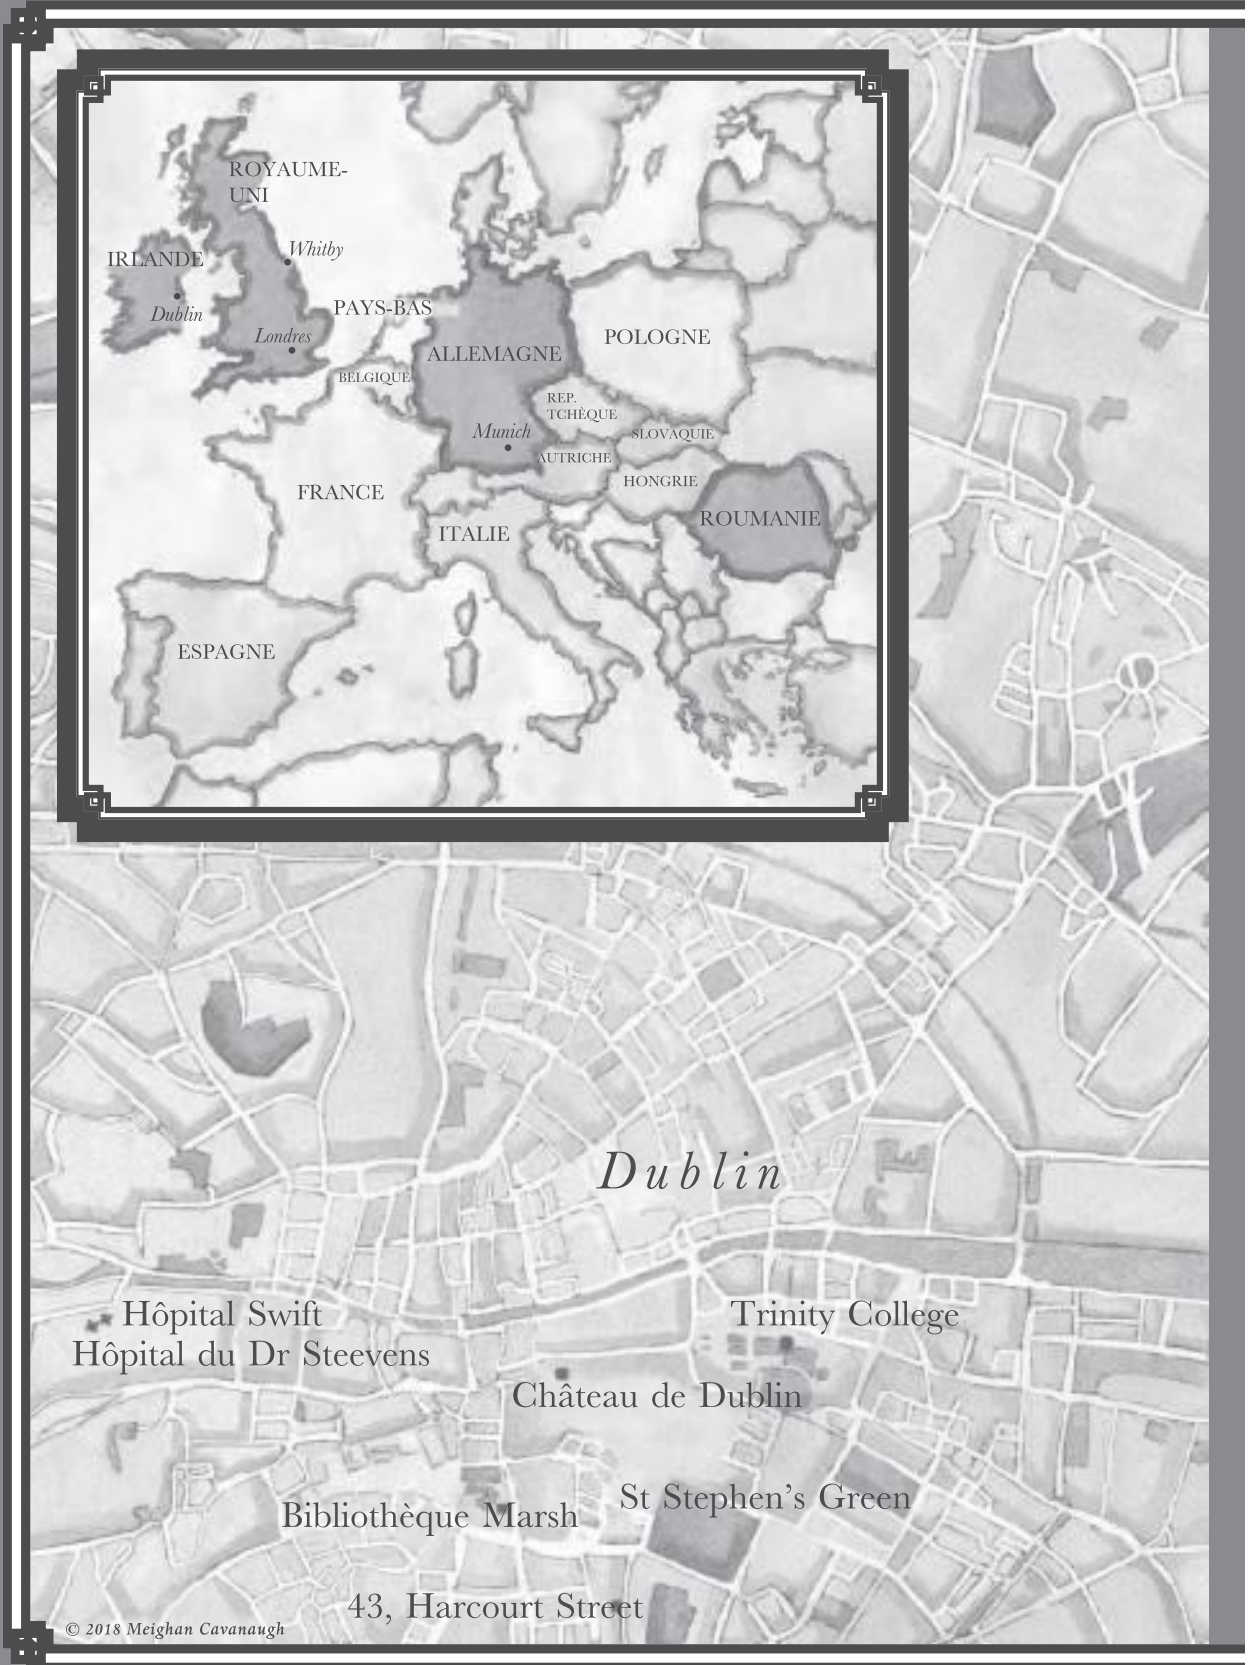 ROYAUME-
UNI
Whitby
IRLANDE
Dublin
PAYS-BAS
Londres
POLOGNE
ALLEMAGNE
BELGIQUE
REP.
TCHÈQUE
Munich
SLOVAQUIE
AUTRICHE
HONGRIE
FRANCE
ROUMANIE
ITALIE
ESPAGNE
Dublin
Hôpital Swift
Trinity College
Hôpital du Dr Steevens
Château de Dublin
St Stephen’s Green
Bibliothèque Marsh
43, Harcourt Street
© 2018 Meighan Cavanaugh